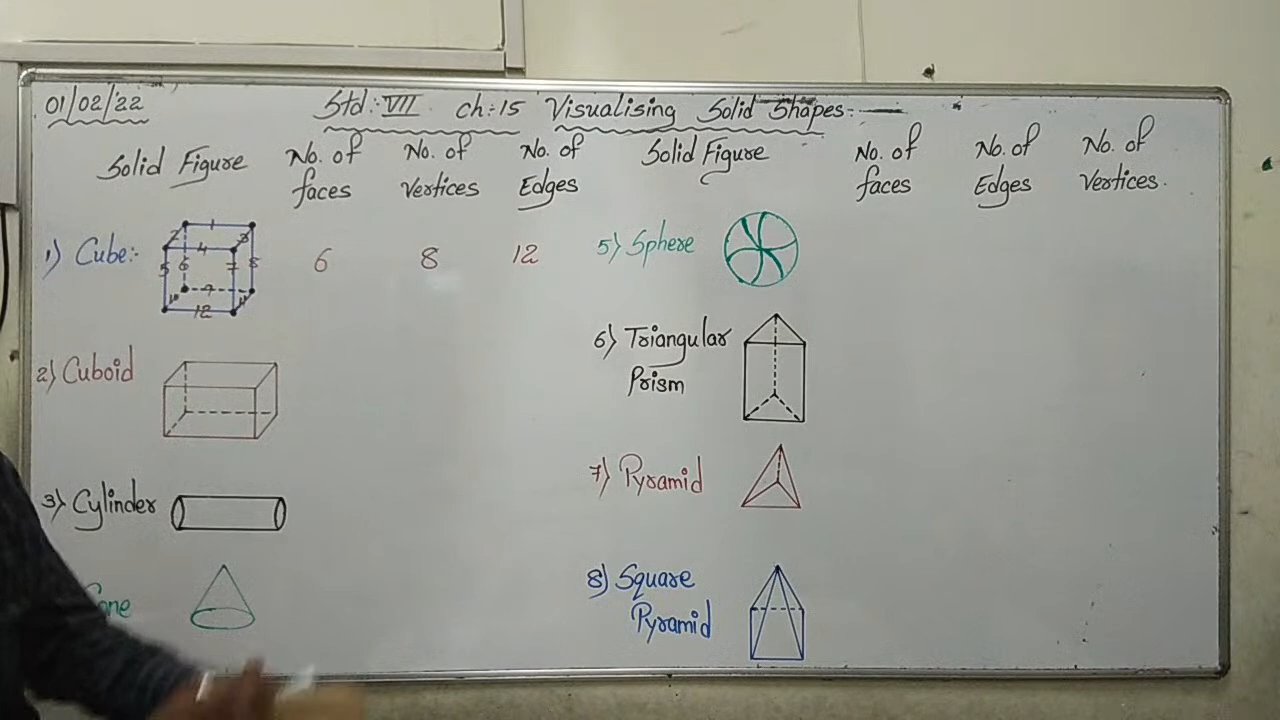 01/02/22
Std:VII ch:15 Visualising Solid Shapes:-
Solid Figure No. of faces No. of Vertices No. of Edges
Solid Figure No. of faces No. of Edges No. of Vertices.
1) Cube:- 6 8 12
1
2 3
4
5 6 7 8
9
10 11
12
2) Cuboid
3) Cylinder
Cone
5) Sphere
6) Triangular
Prism
7) Pyramid
8) Square
Pyramid